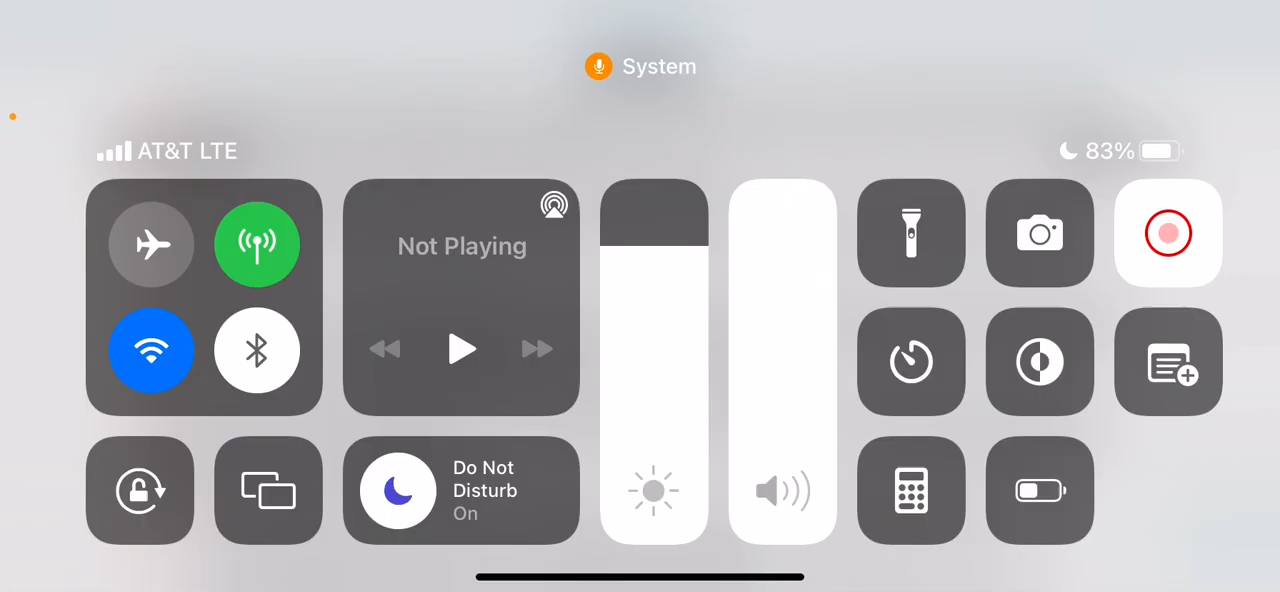 System
AT&T LTE
83%
Not Playing
Do Not
Disturb
On